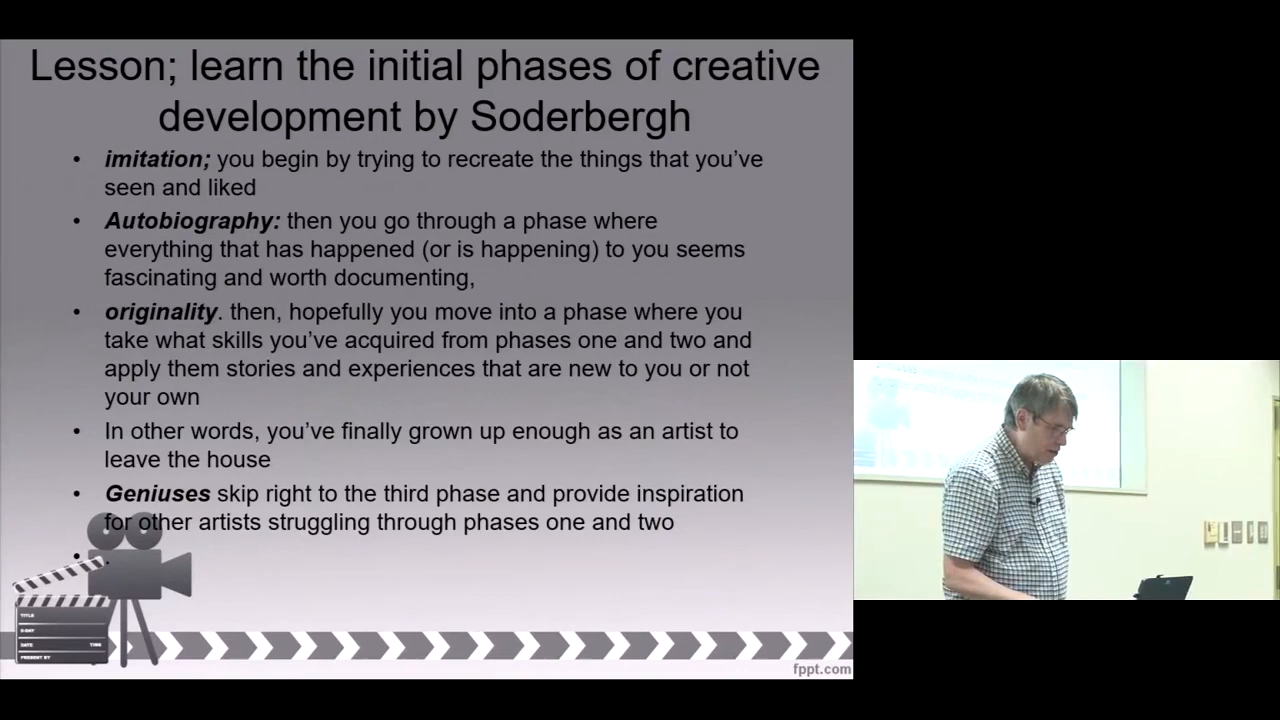 Lesson; learn the initial phases of creative
development by Soderbergh
• imitation; you begin by trying to recreate the things that you've
seen and liked
• Autobiography: then you go through a phase where
everything that has happened (or is happening) to you seems
fascinating and worth documenting,
• originality. then, hopefully you move into a phase where you
take what skills you've acquired from phases one and two and
apply them stories and experiences that are new to you or not
your own
• In other words, you've finally grown up enough as an artist to
leave the house
• Geniuses skip right to the third phase and provide inspiration
for other artists struggling through phases one and two
• .
TITLE
DATE
TIME
PRESENT BY
fppt.com